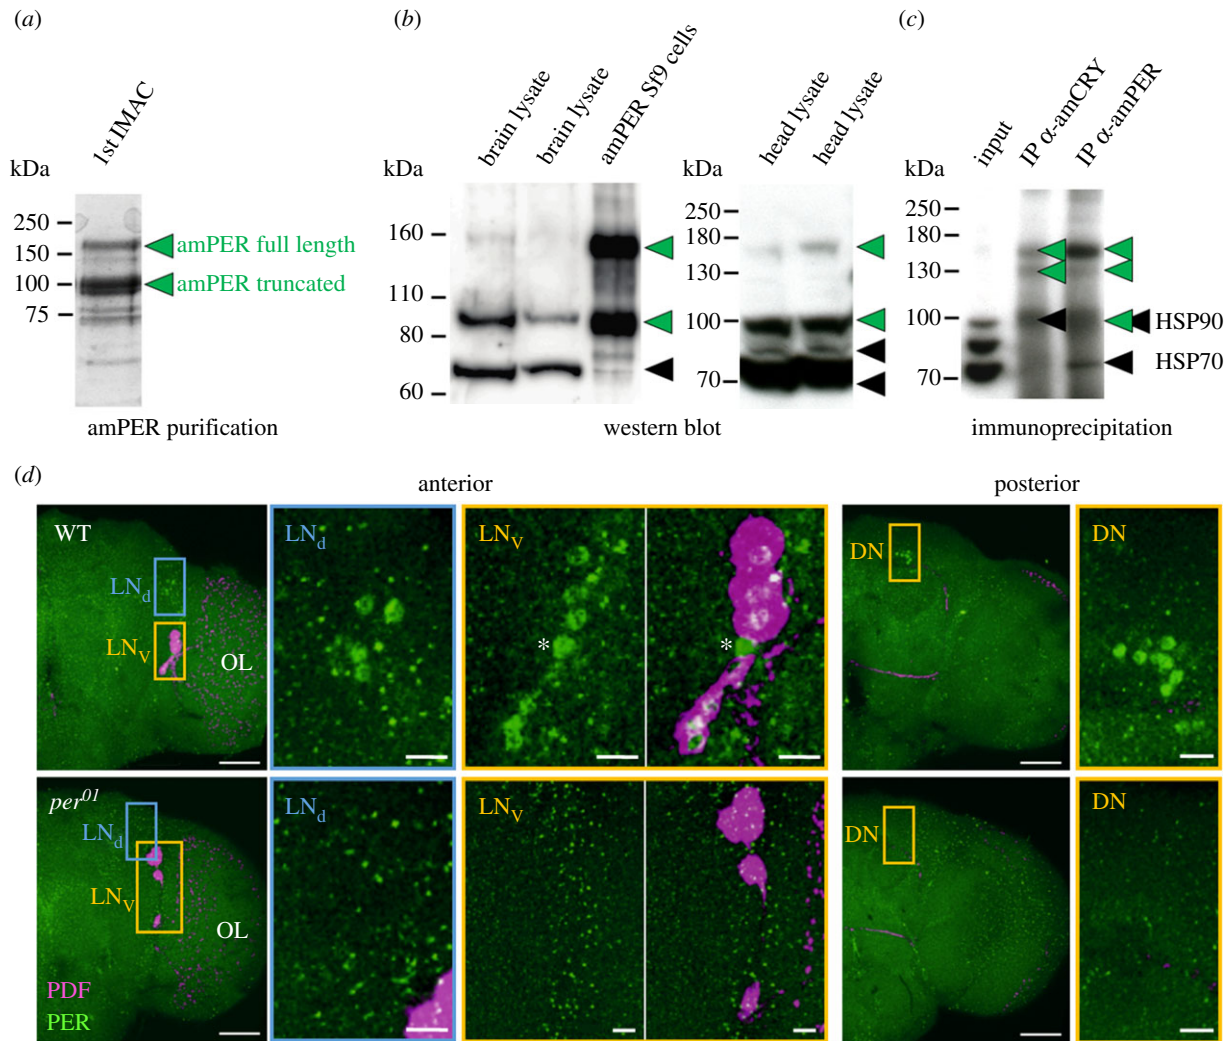 (a)
1st IMAC
kDa
250
150
100
75
amPER full length
amPER truncated
amPER purification
(b)
brain lysate
brain lysate
amPER Sf9 cells
kDa
160
110
80
60
head lysate
head lysate
kDa
250
180
130
100
70
western blot
(c)
input
IP α-amCRY
IP α-amPER
kDa
250
180
130
100
70
HSP90
HSP70
immunoprecipitation
(d)
anterior
posterior
WT
LNd
LNV
OL
LNd
LNV
*
*
DN
DN
per01
LNd
LNV
OL
PDF
PER
LNd
LNV
DN
DN